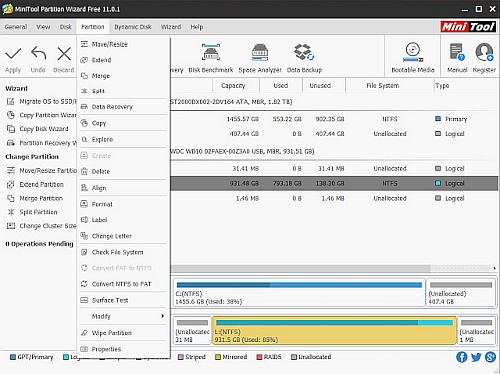 MiniTool Partition Wizard Free 11.0.1
General View Disk Partition Dynamic Disk Wizard Help
Mini Tool
Apply Undo Discard
very Disk Benchmark Space Analyzer Data Backup Bootable Media Manual Register
Wizard
Migrate OS to SSD/
Copy Partition Wizard
Copy Disk Wizard
Partition Recovery W
Change Partition
Move/Resize Partition
Extend Partition
Merge Partition
Split Partition
Change Cluster Size
0 Operations Pending
Move/Resize
Extend
Merge
Split
Data Recovery
Copy
Explore
Create
Delete
Align
Format
Label
Change Letter
Check File System
Convert FAT to NTFS
Convert NTFS to FAT
Surface Test
Modify
Wipe Partition
Properties
Capacity Used Unused File System Type
ST2000DX002-2DV164 ATA, MBR, 1.82 TB)
1455.57 GB 553.22 GB 902.35 GB NTFS Primary
407.44 GB 0 B 407.44 GB Unallocated Logical
WDC WD10 02FAEX-00Z3A0 USB, MBR, 931.51 GB)
31.41 MB 0 B 31.41 MB Unallocated Logical
931.48 GB 793.18 GB 138.30 GB NTFS Logical
1.46 MB 0 B 1.46 MB Unallocated Logical
C:(NTFS)
1455.6 GB (Used: 38%)
(Unallocated)
407.4 GB
(Unallocated
31 MB
L:(NTFS)
931.5 GB (Used: 85%)
(Unallocated
1 MB
GPT/Primary Striped Mirrored RAID5 Unallocated